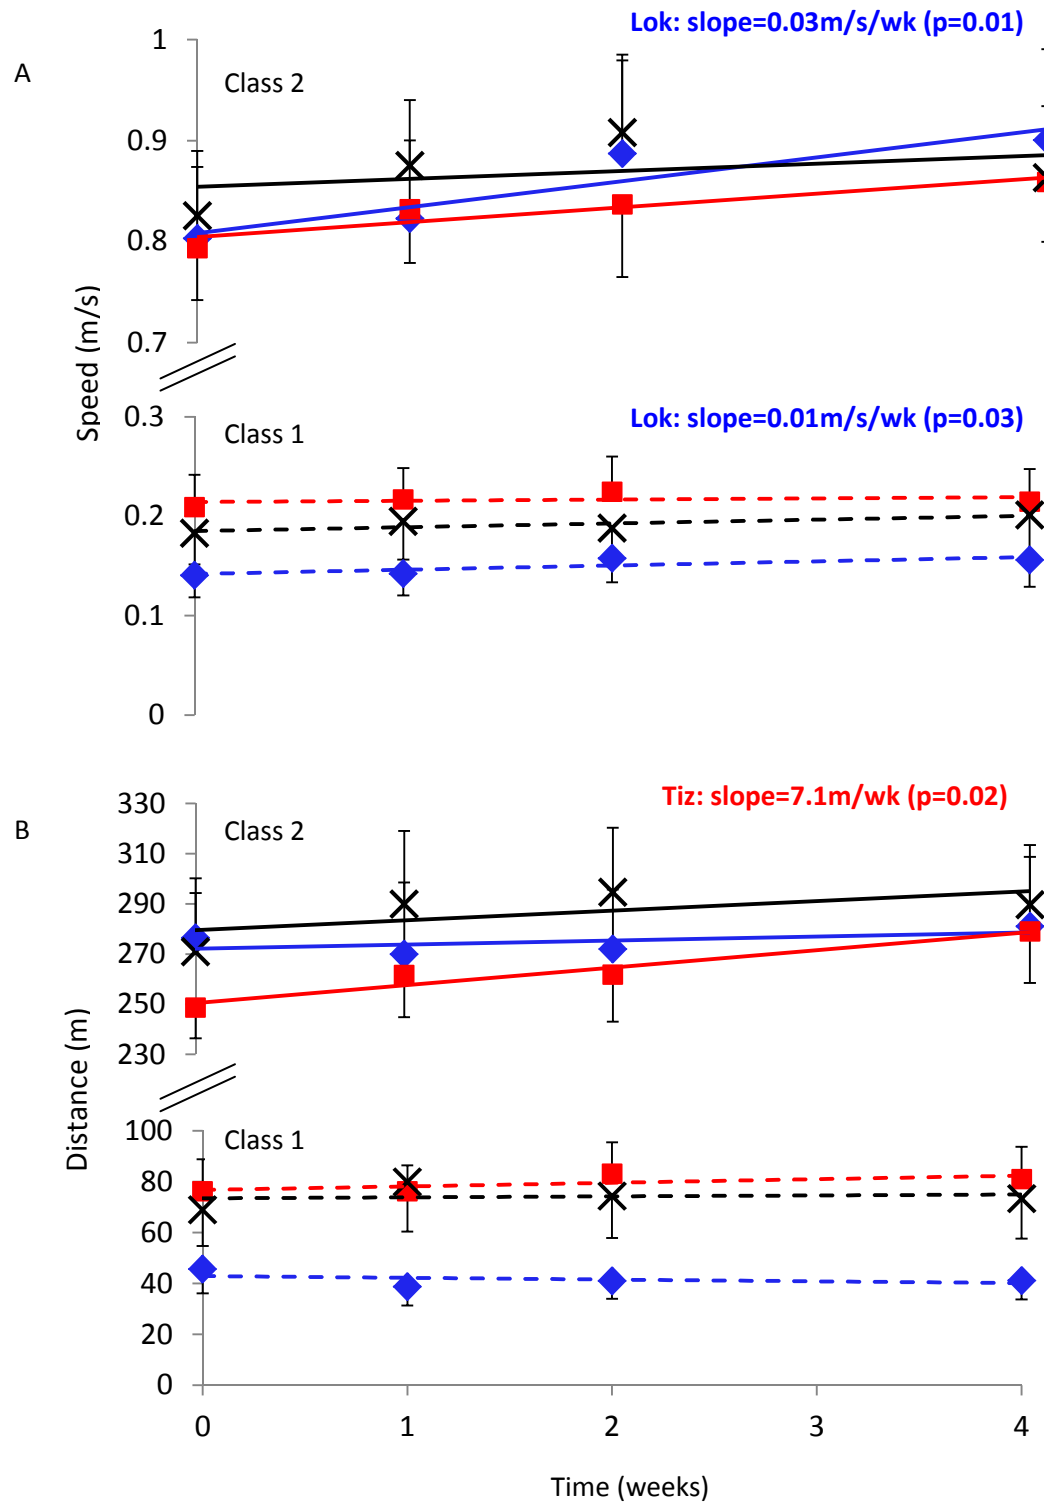 Lok: slope=0.03m/s/wk (p=0.01)
A
Class 2
1
0.9
0.8
0.7
Speed (m/s)
Lok: slope=0.01m/s/wk (p=0.03)
Class 1
0.3
0.2
0.1
0
Tiz: slope=7.1m/wk (p=0.02)
B
Class 2
330
310
290
270
250
230
Distance (m)
Class 1
100
80
60
40
20
0
0 1 2 3 4
Time (weeks)